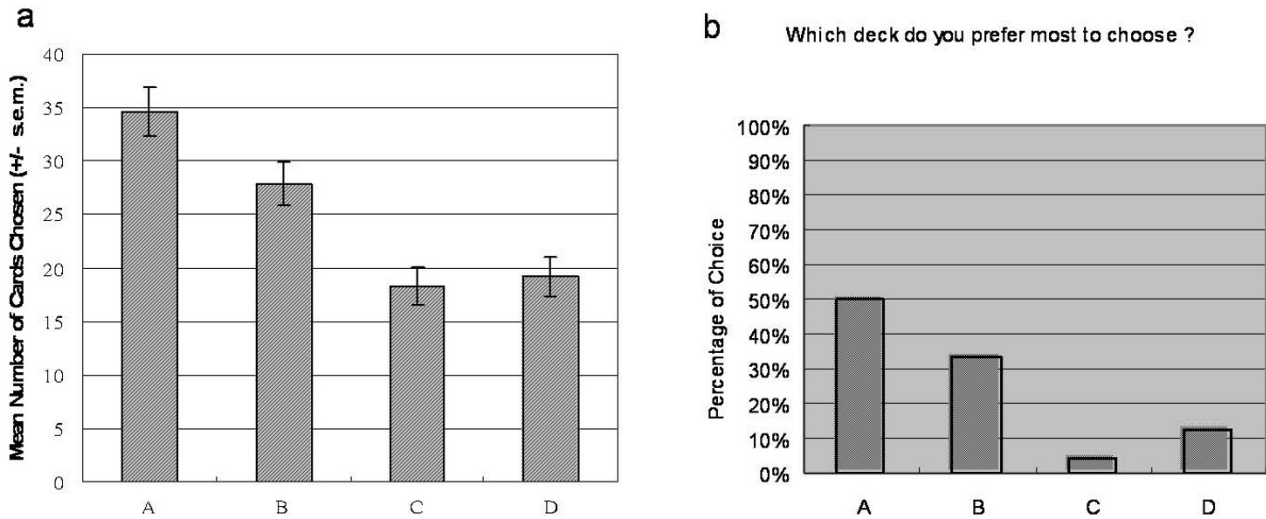 a
Mean Number of Cards Chosen (+/- s.e.m.)
40
35
30
25
20
15
10
5
0
A B C D
b
Which deck do you prefer most to choose ?
Percentage of Choice
100%
90%
80%
70%
60%
50%
40%
30%
20%
10%
0%
A B C D